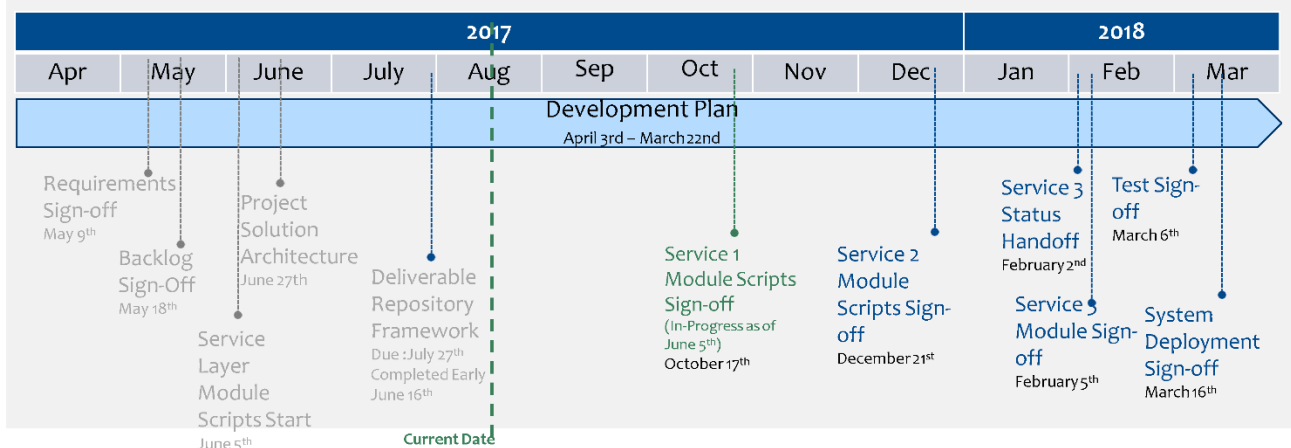 2017
2018
Apr
May
June
July
Aug
Sep
Oct
Nov
Dec
Jan
Feb
Mar
Development Plan
April 3rd – March 22nd
Requirements
Sign-off
May 9th
Backlog
Sign-Off
May 18th
Service
Layer
Module
Scripts Start
June 5th
Project
Solution
Architecture
June 27th
Deliverable
Repository
Framework
Due :July 27th
Completed Early
June 16th
Current Date
Service 1
Module Scripts
Sign-off
(In-Progress as of
June 5th)
October 17th
Service 2
Module
Scripts Sign-
off
December 21st
Service 3
Status
Handoff
February 2nd
Service 3
Module Sign-
off
February 5th
Test Sign-
off
March 6th
System
Deployment
Sign-off
March 16th